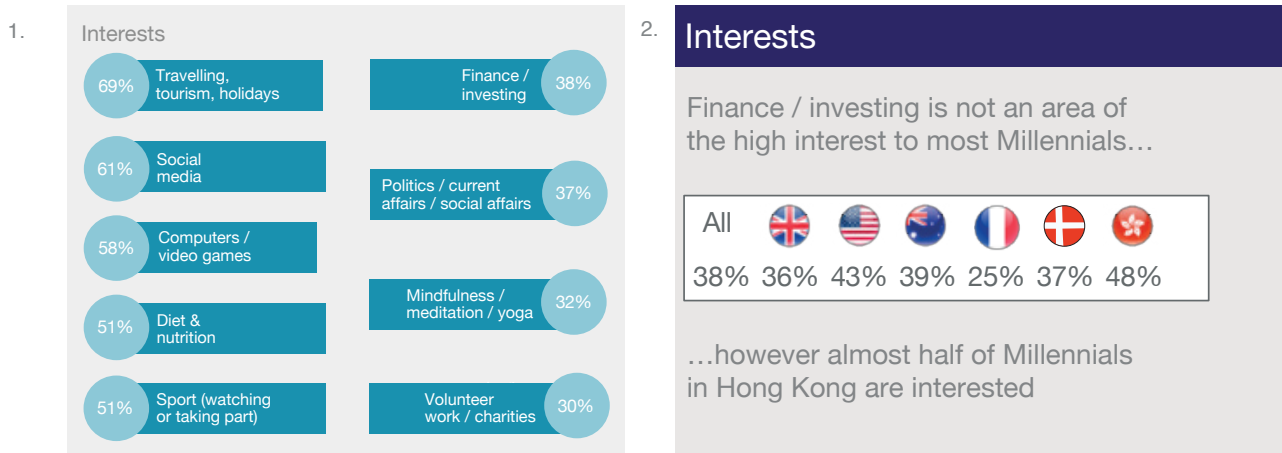 1.
Interests
69%
Travelling,
tourism, holidays
61%
Social
media
58%
Computers /
video games
51%
Diet &
nutrition
51%
Sport (watching
or taking part)
Finance /
investing
38%
Politics / current
affairs / social affairs
37%
Mindfulness /
meditation / yoga
32%
Volunteer
work / charities
30%
2.
Interests
Finance / investing is not an area of
the high interest to most Millennials…
All
38% 36% 43% 39% 25% 37% 48%
…however almost half of Millennials
in Hong Kong are interested